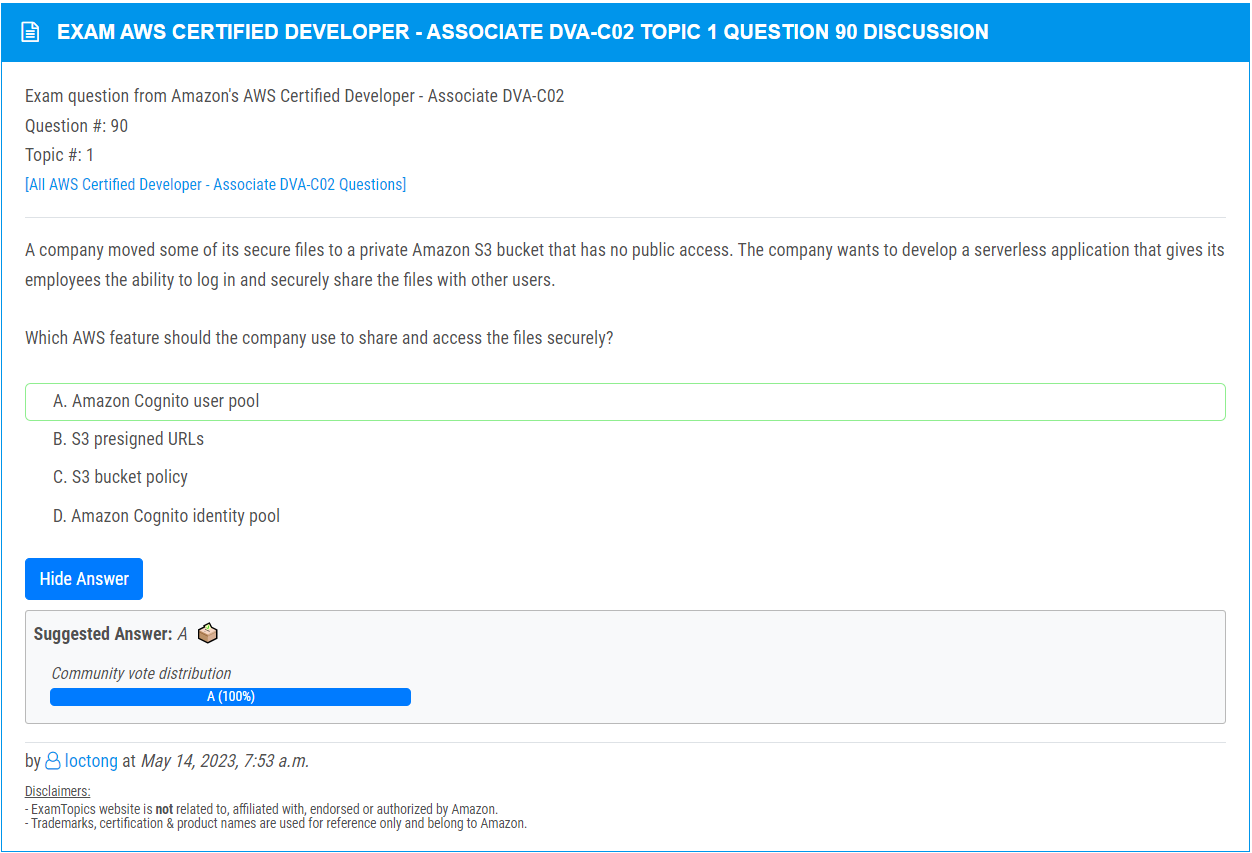 EXAM AWS CERTIFIED DEVELOPER - ASSOCIATE DVA-C02 TOPIC 1 QUESTION 90 DISCUSSION
Exam question from Amazon's AWS Certified Developer - Associate DVA-C02
Question #: 90
Topic #: 1
[All AWS Certified Developer - Associate DVA-C02 Questions]
A company moved some of its secure files to a private Amazon S3 bucket that has no public access. The company wants to develop a serverless application that gives its
employees the ability to log in and securely share the files with other users.
Which AWS feature should the company use to share and access the files securely?
A. Amazon Cognito user pool
B. S3 presigned URLs
C. S3 bucket policy
D. Amazon Cognito identity pool
Hide Answer
Suggested Answer: A
Community vote distribution
A (100%)
by loctong at May 14, 2023, 7:53 a.m.
Disclaimers:
- ExamTopics website is not related to, affiliated with, endorsed or authorized by Amazon.
- Trademarks, certification & product names are used for reference only and belong to Amazon.